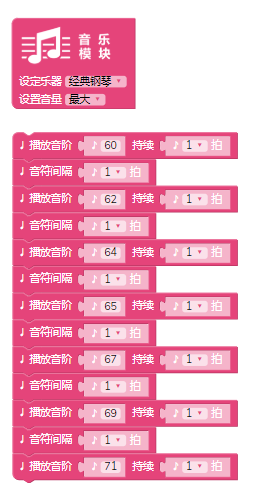 音 乐
模 块
设定乐器 经典钢琴
设置音量 最大
播放音阶 60 持续 1 拍
音符间隔 1 拍
播放音阶 62 持续 1 拍
音符间隔 1 拍
播放音阶 64 持续 1 拍
音符间隔 1 拍
播放音阶 65 持续 1 拍
音符间隔 1 拍
播放音阶 67 持续 1 拍
音符间隔 1 拍
播放音阶 69 持续 1 拍
音符间隔 1 拍
播放音阶 71 持续 1 拍